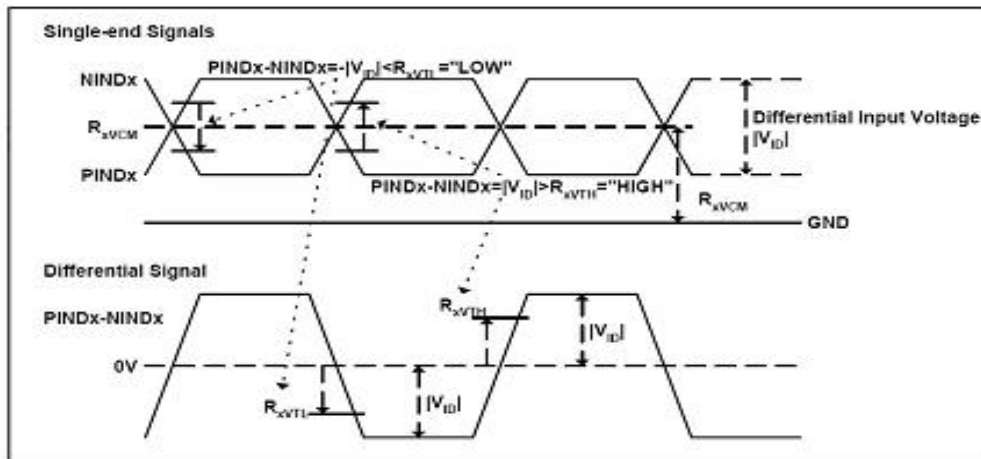 Single-end Signals
PINDx-NINDx=-|VID|<RxVTL="LOW"
NINDx
RxVCM
Differential Input Voltage
|VID|
PINDx
PINDx-NINDx=|VID|>RxVTH="HIGH"
RxVCM
GND
Differential Signal
PINDx-NINDx
RxVTH
|VID|
0V
RxVTL
|VID|